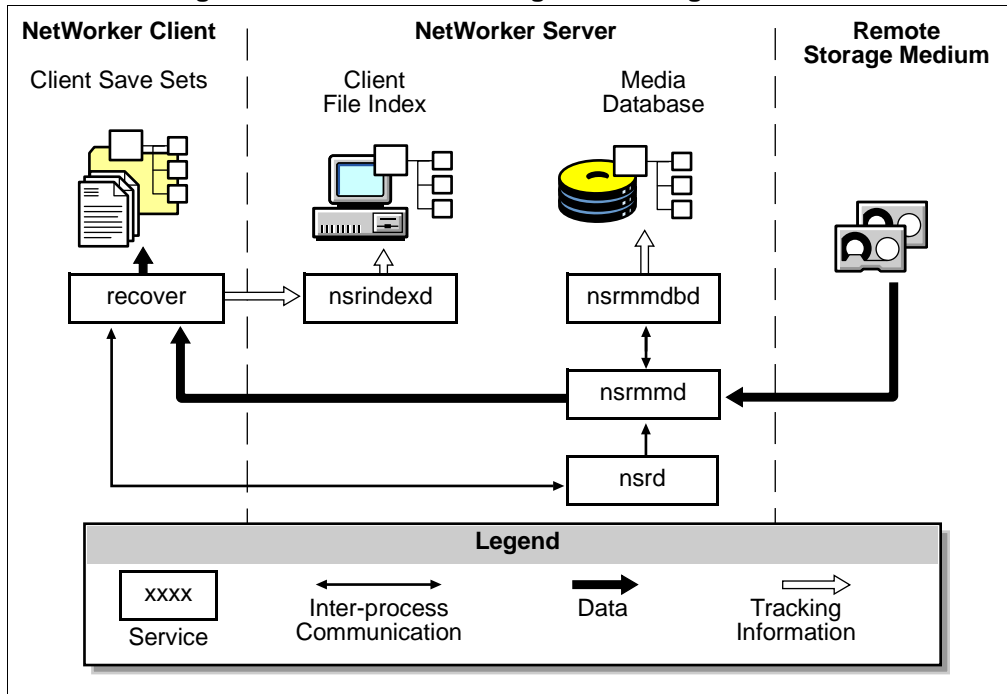 NetWorker Client
NetWorker Server
Remote
Storage Medium
Client Save Sets
Client
File Index
Media
Database
recover
nsrindexd
nsrmmdbd
nsrmmd
nsrd
Legend
xxxx
Service
Inter-process
Communication
Data
Tracking
Information